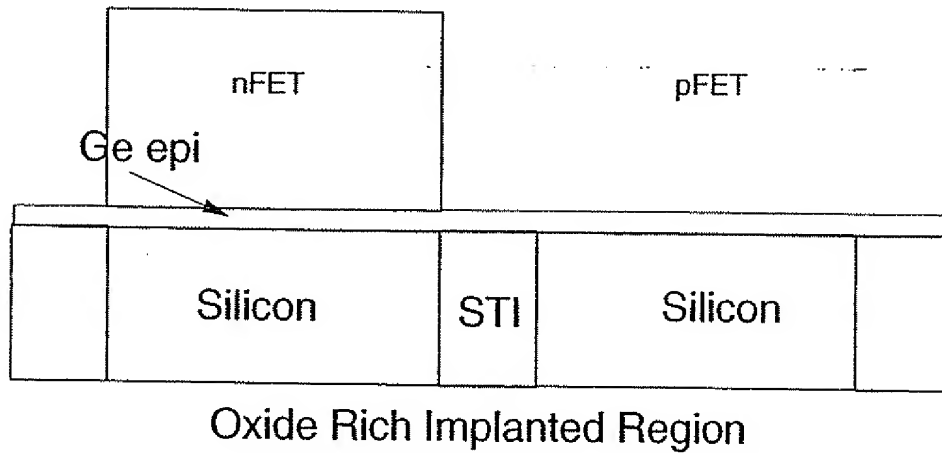 nFET
pFET
Ge epi
Silicon
STI
Silicon
Oxide Rich Implanted Region